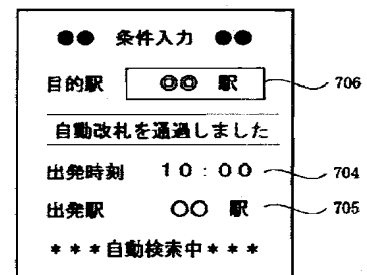 ●● 条件入力 ●●
目的駅 ◎◎ 駅 706
自動改札を通過しました
出発時刻 10:00 704
出発駅 ○○ 駅 705
***自動検索中***